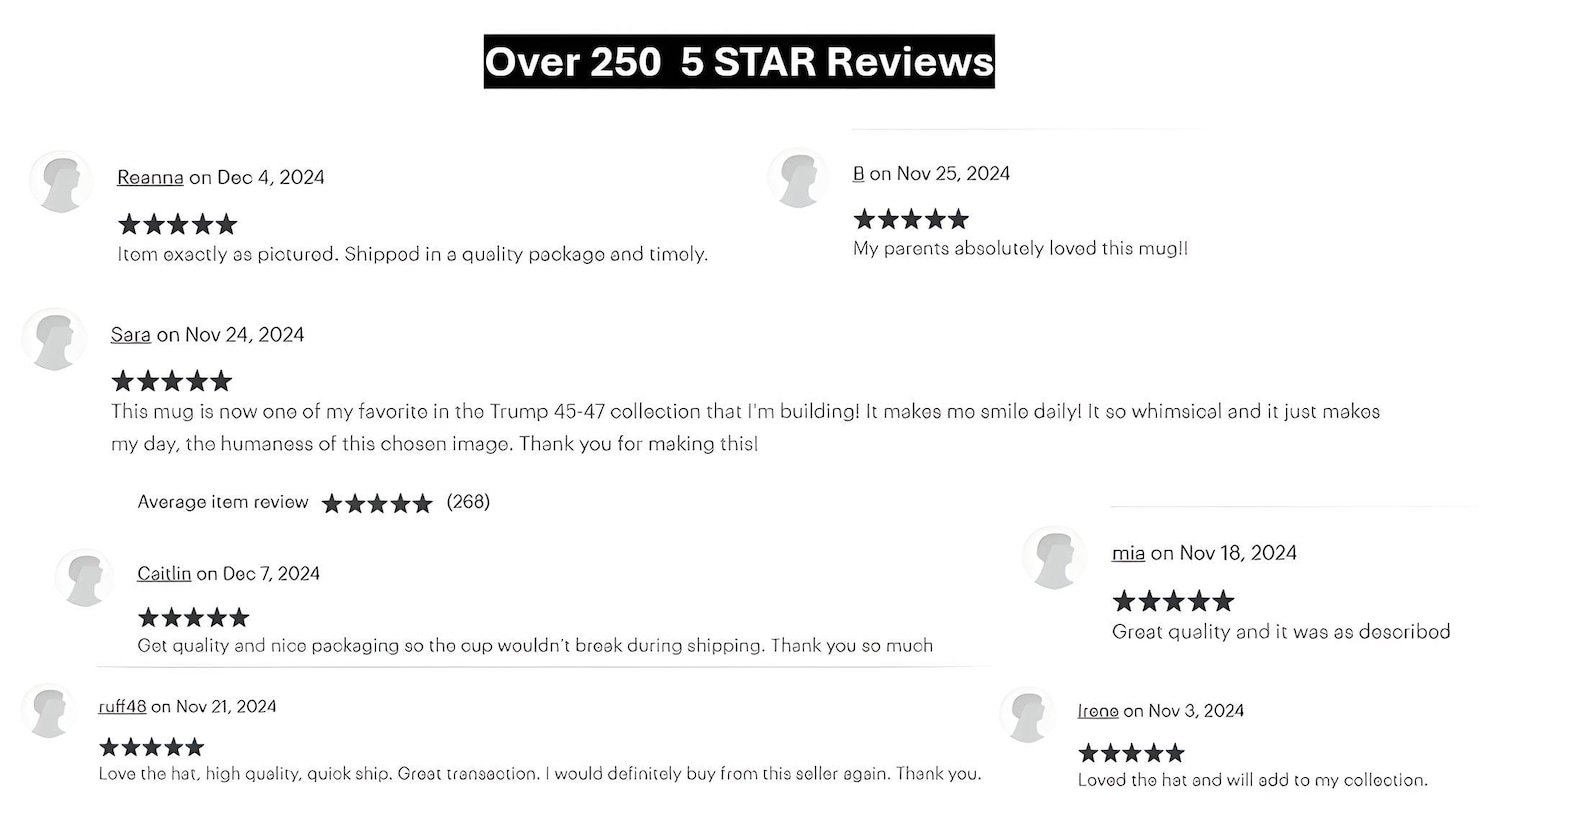 Over 250 5 STAR Reviews
Reanna on Dec 4, 2024
★★★★★
Item exactly as pictured. Shipped in a quality package and timely.
B on Nov 25, 2024
★★★★★
My parents absolutely loved this mug!!
Sara on Nov 24, 2024
★★★★★
This mug is now one of my favorite in the Trump 45-47 collection that I'm building! It makes me smile daily! It so whimsical and it just makes
my day, the humaness of this chosen image. Thank you for making this!
Average item review ★★★★★ (268)
Caitlin on Dec 7, 2024
★★★★★
Get quality and nice packaging so the cup wouldn't break during shipping. Thank you so much
mia on Nov 18, 2024
★★★★★
Great quality and it was as described
ruff48 on Nov 21, 2024
★★★★★
Love the hat, high quality, quick ship. Great transaction. I would definitely buy from this seller again. Thank you.
Irene on Nov 3, 2024
★★★★★
Loved the hat and will add to my collection.